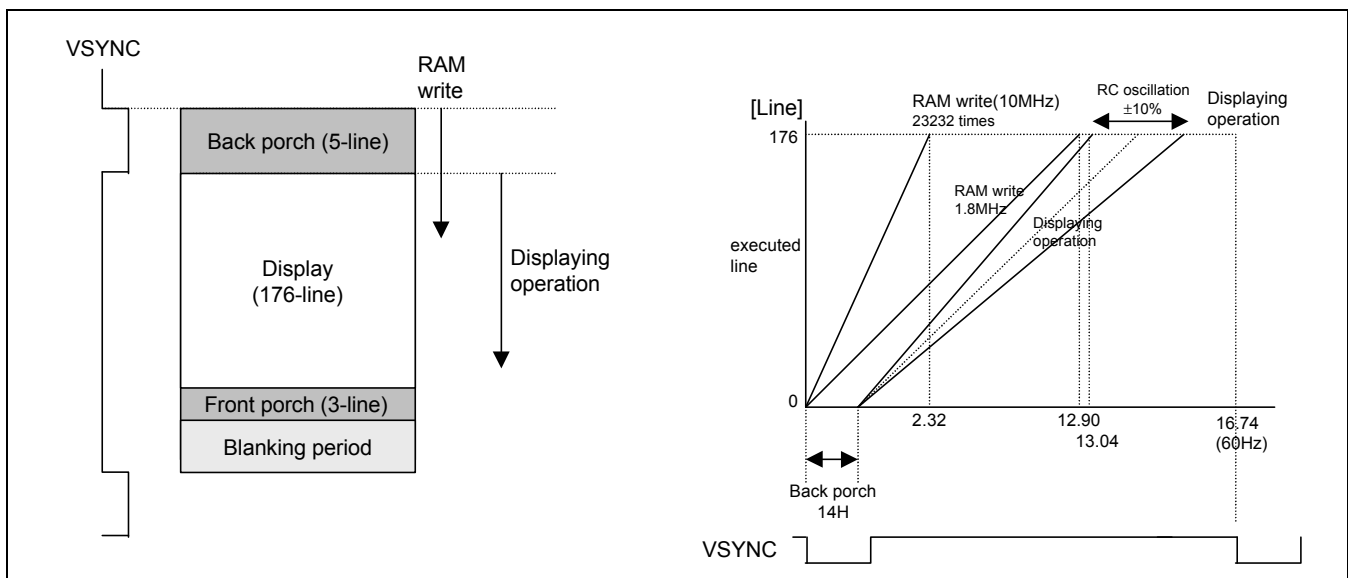 VSYNC
RAM
write
Back porch (5-line)
Display
(176-line)
Displaying
operation
Front porch (3-line)
Blanking period
[Line]
176
RAM write(10MHz)
23232 times
RC oscillation
±10%
Displaying
operation
RAM write
1.8MHz
Displaying
operation
executed
line
0
2.32
12.90
13.04
16.74
(60Hz)
Back porch
14H
VSYNC